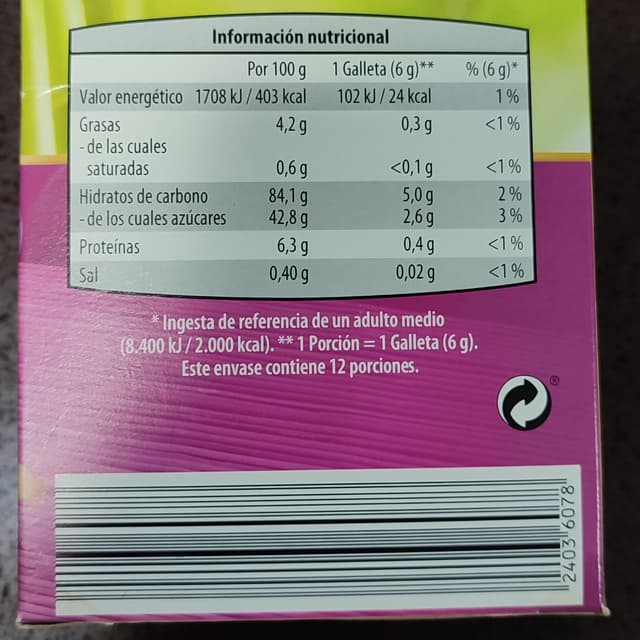 Información nutricional
Por 100 g 1 Galleta (6 g)** % (6 g)*
Valor energético 1708 kJ / 403 kcal 102 kJ / 24 kcal 1 %
Grasas 4,2 g 0,3 g <1 %
- de las cuales
saturadas 0,6 g <0,1 g <1 %
Hidratos de carbono 84,1 g 5,0 g 2 %
- de los cuales azúcares 42,8 g 2,6 g 3 %
Proteínas 6,3 g 0,4 g <1 %
Sal 0,40 g 0,02 g <1 %
* Ingesta de referencia de un adulto medio
(8.400 kJ / 2.000 kcal). ** 1 Porción = 1 Galleta (6 g).
Este envase contiene 12 porciones.
®
2403 6078